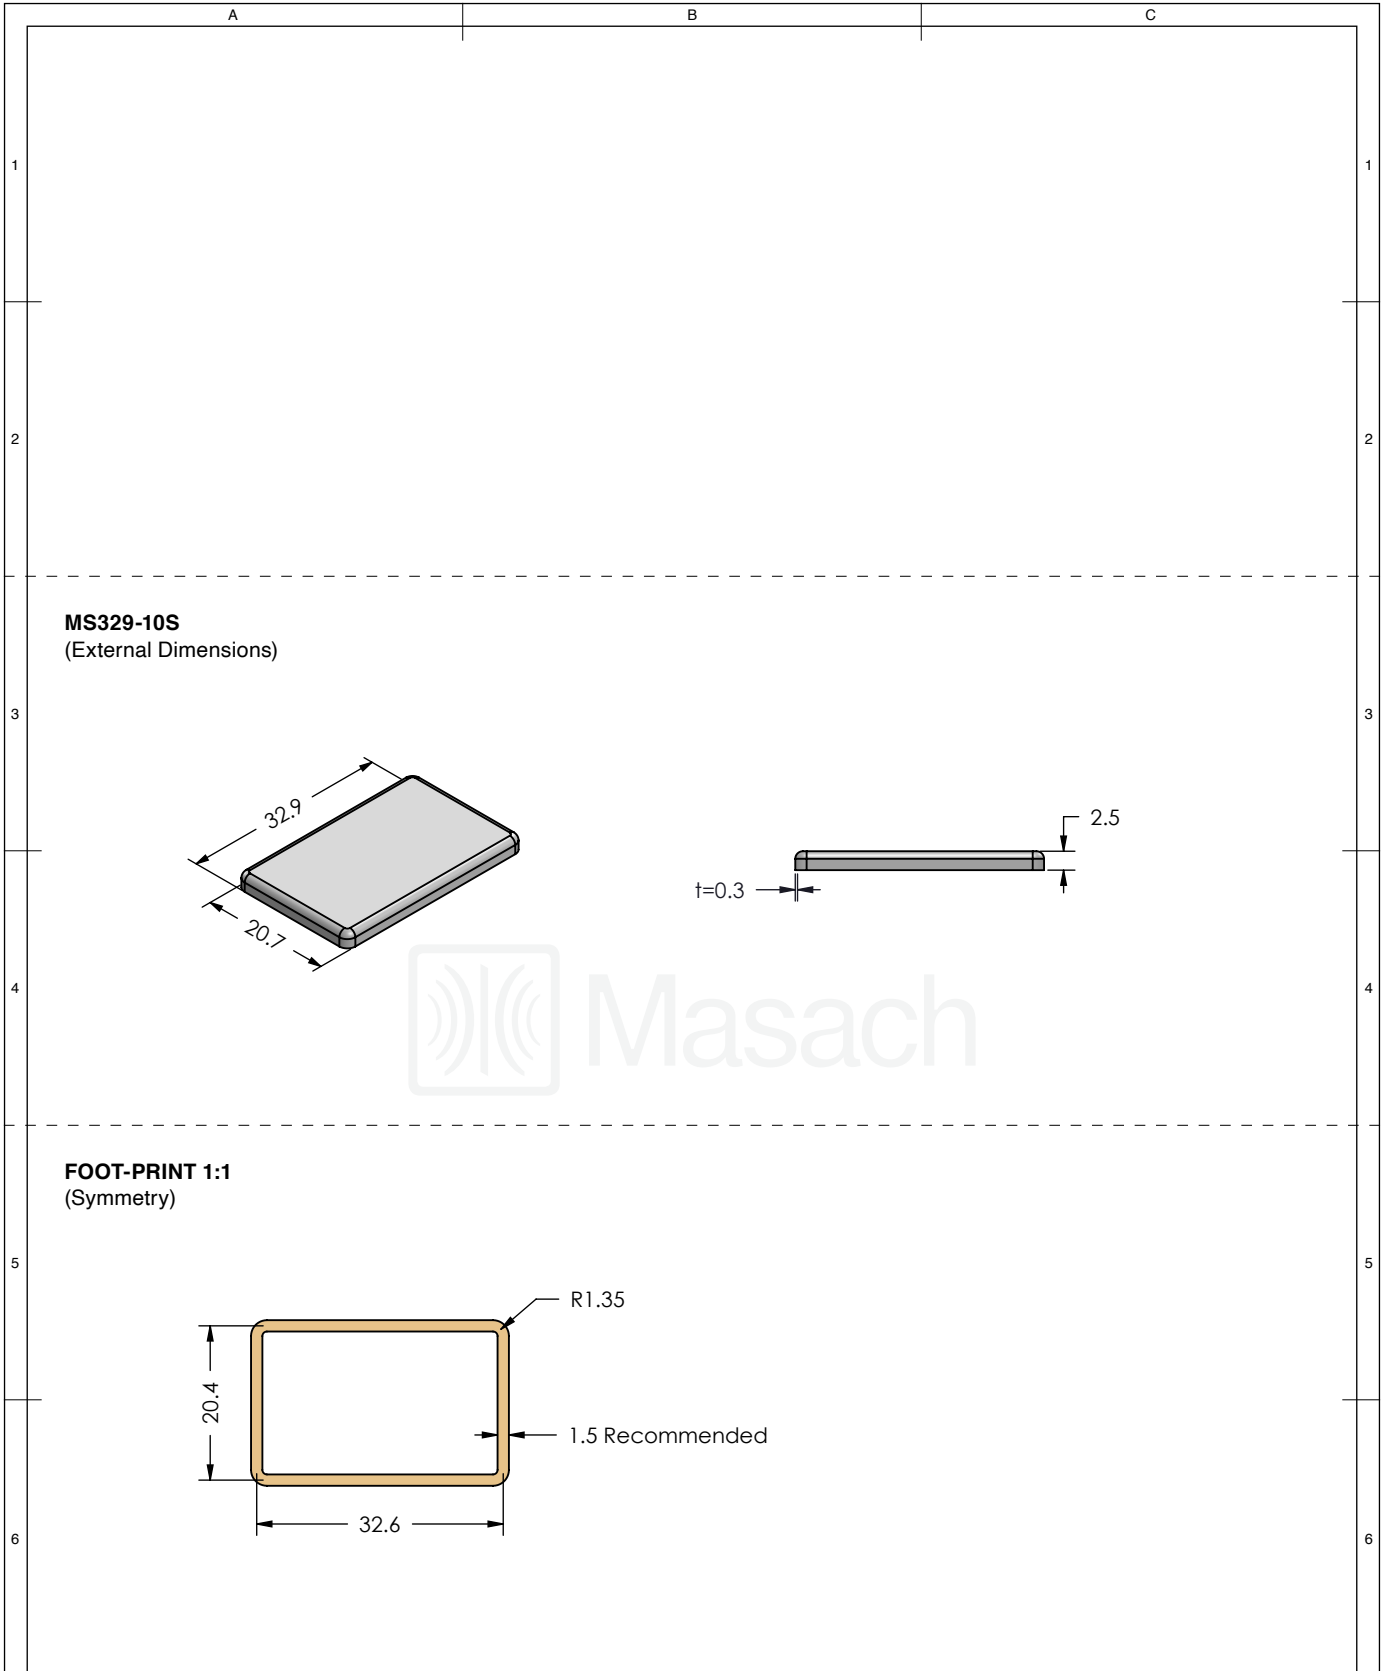 A
B
C
1
1
2
2
MS329-10S
(External Dimensions)
3
3
32.9
20.7
2.5
t=0.3
4
4
Masach
FOOT-PRINT 1:1
(Symmetry)
5
5
R1.35
20.4
1.5 Recommended
32.6
6
6